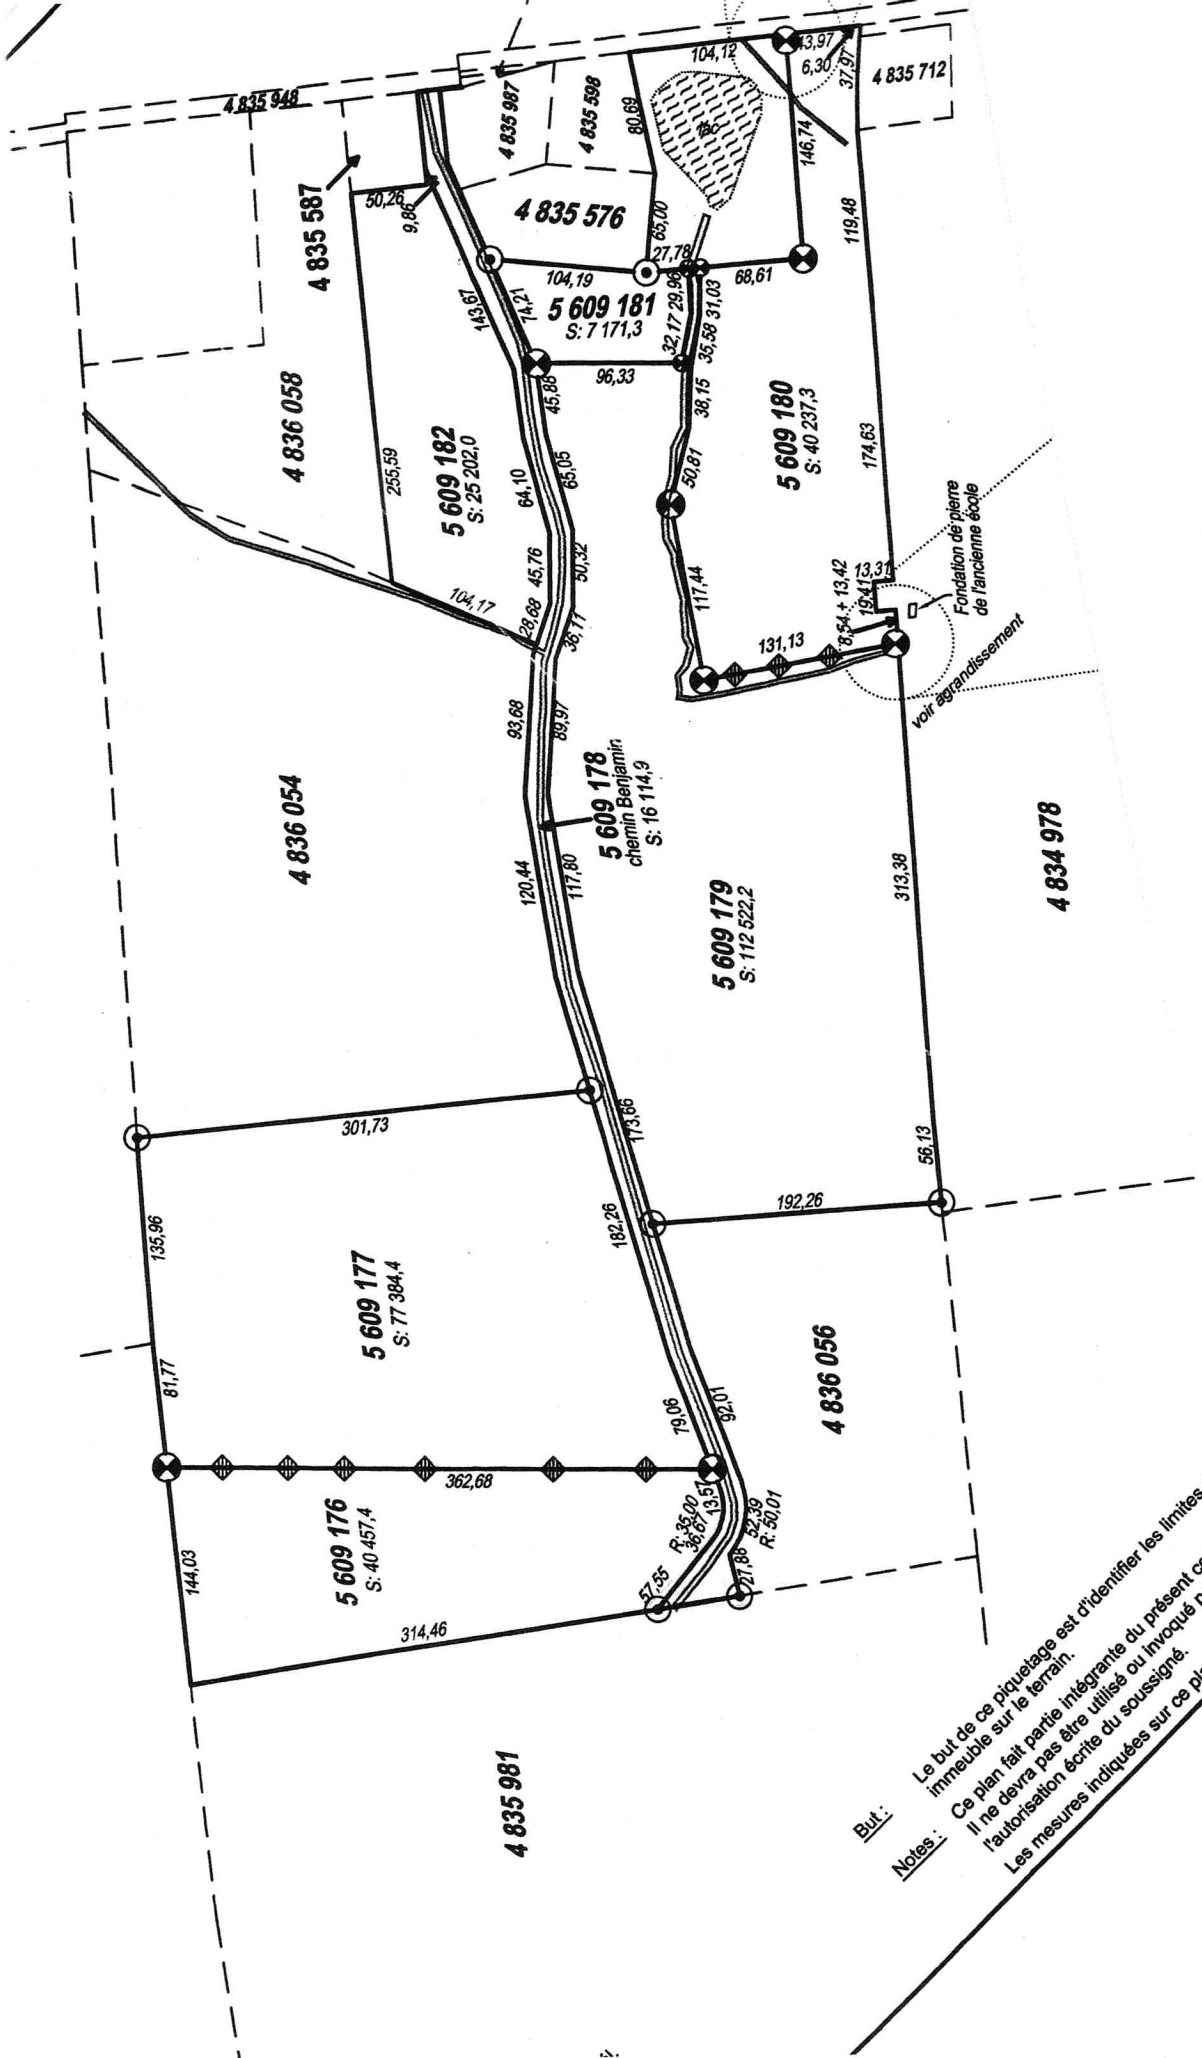 4 835 948
104,12
43,97
6,30
37,97
4 835 712
4 835 987
4 835 598
80,69
lac
146,74
4 835 587
50,26
9,86
4 835 576
65,00
27,78
119,48
104,19
68,61
143,67
74,21
5 609 181
S: 7 171,3
29,96
31,03
32,17
35,58
96,33
45,88
38,15
4 836 058
255,59
5 609 182
S: 25 202,0
64,10
65,05
50,81
5 609 180
S: 40 237,3
174,63
45,76
50,32
117,44
104,17
28,68
36,11
131,13
8,54 + 13,42
19,41
13,31
Fondation de pierre
de l'ancienne école
voir agrandissement
93,68
89,97
4 836 054
5 609 178
chemin Benjamin
S: 16 114,9
120,44
117,80
5 609 179
S: 112 522,2
313,38
4 834 978
301,73
173,66
56,13
135,96
182,26
192,26
5 609 177
S: 77 384,4
81,77
79,06
92,01
4 836 056
362,68
13,57
144,03
5 609 176
S: 40 457,4
R: 35,00
36,67
52,39
R: 50,01
57,55
27,88
314,46
4 835 981
But :
Le but de ce piquetage est d'identifier les limites
immeuble sur le terrain.
Notes :
Ce plan fait partie intégrante du présent
Il ne devra pas être utilisé ou invoqué
l'autorisation écrite du soussigné.
Les mesures indiquées sur ce